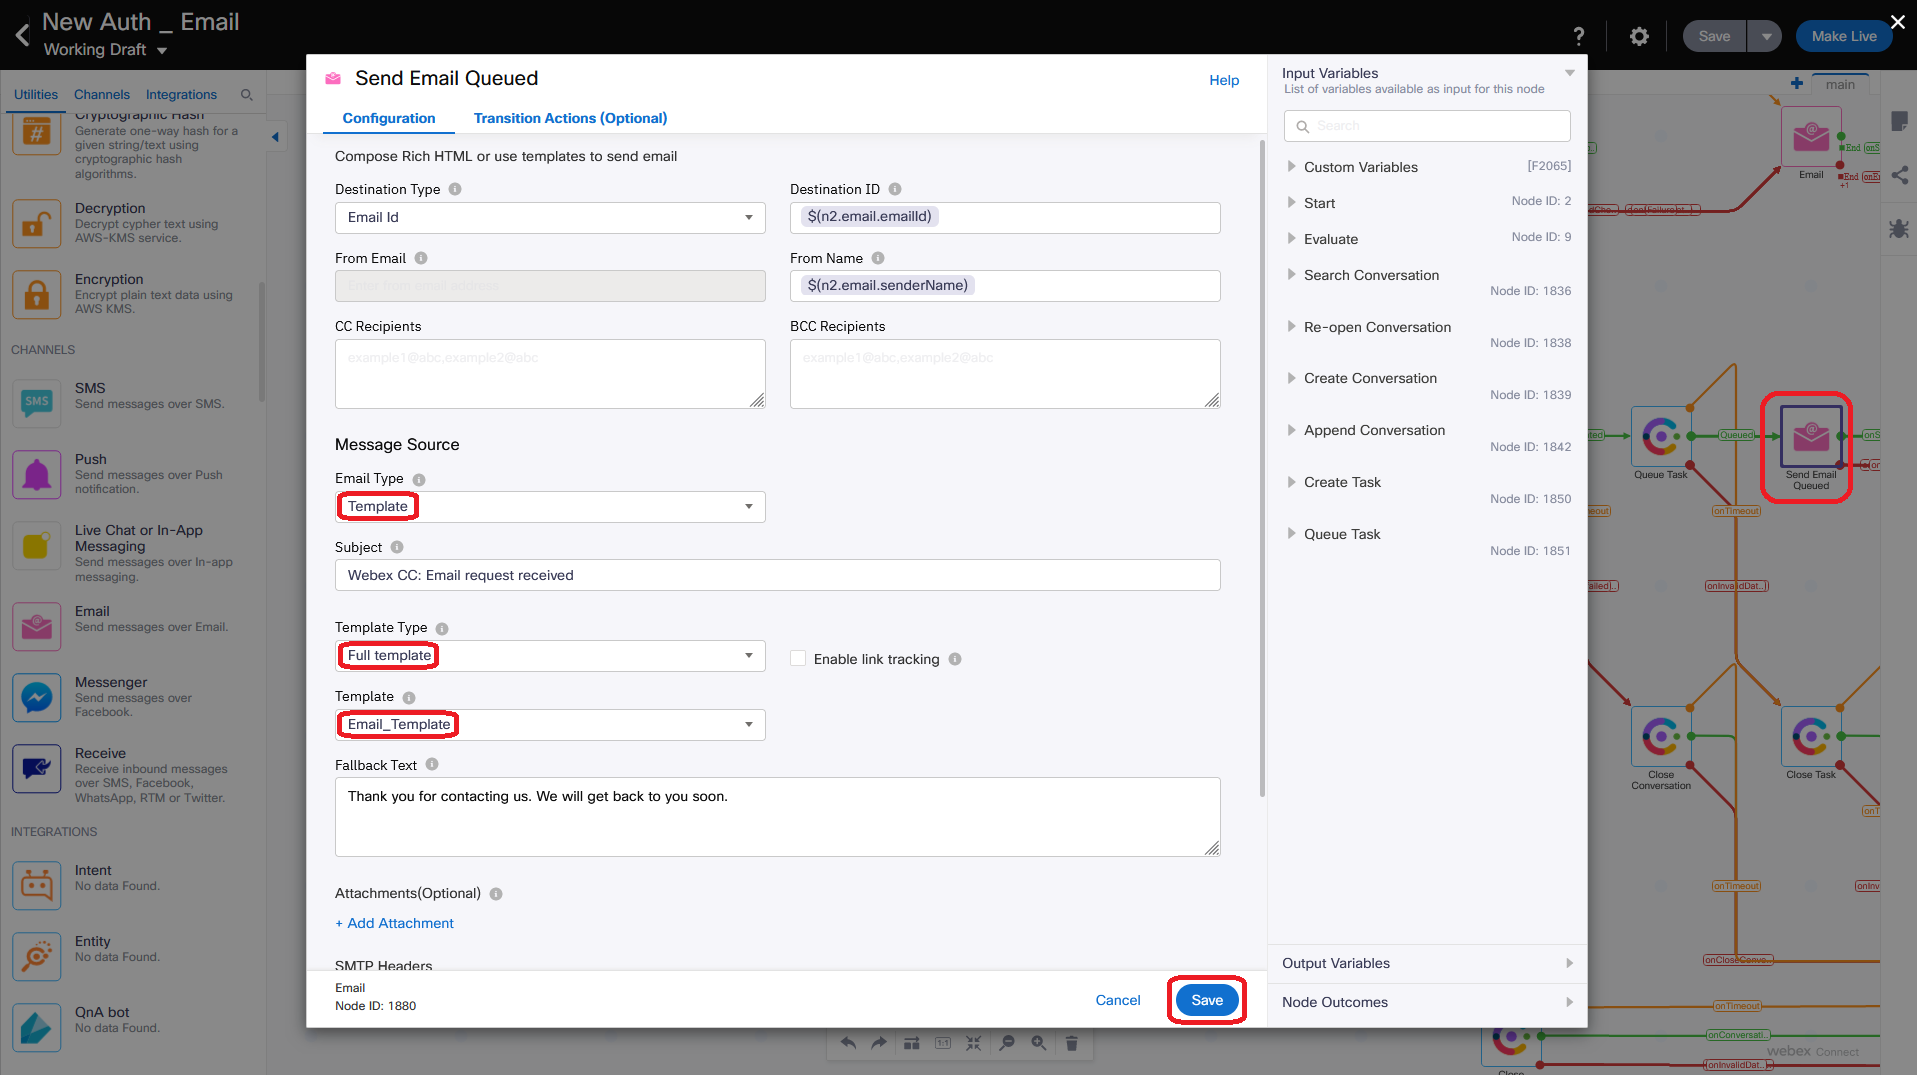 New Auth _ Email
Working Draft
?
Save
Make Live
Utilities
Channels
Integrations
Cryptographic Hash
Generate one-way hash for a
given string/text using
cryptographic hash
algorithms.
Decryption
Decrypt cypher text using
AWS-KMS service.
Encryption
Encrypt plain text data using
AWS KMS.
CHANNELS
SMS
SMS
Send messages over SMS.
Push
Send messages over Push
notification.
Live Chat or In-App
Messaging
Send messages over In-app
messaging.
Email
Send messages over Email.
Messenger
Send messages over
Facebook.
Receive
Receive inbound messages
over SMS, Facebook,
WhatsApp, RTM or Twitter.
INTEGRATIONS
Intent
No data Found.
Entity
No data Found.
QnA bot
No data Found.
Send Email Queued
Help
Configuration
Transition Actions (Optional)
Compose Rich HTML or use templates to send email
Destination Type
Email Id
Destination ID
$(n2.email.emailId)
From Email
Enter from email address
From Name
$(n2.email.senderName)
CC Recipients
example1@abc,example2@abc
BCC Recipients
example1@abc,example2@abc
Message Source
Email Type
Template
Subject
Webex CC: Email request received
Template Type
Full template
Enable link tracking
Template
Email_Template
Fallback Text
Thank you for contacting us. We will get back to you soon.
Attachments(Optional)
+ Add Attachment
SMTP Headers
Email
Node ID: 1880
Cancel
Save
Input Variables
List of variables available as input for this node
Search
Custom Variables
[F2065]
Start
Node ID: 2
Evaluate
Node ID: 9
Search Conversation
Node ID: 1836
Re-open Conversation
Node ID: 1838
Create Conversation
Node ID: 1839
Append Conversation
Node ID: 1842
Create Task
Node ID: 1850
Queue Task
Node ID: 1851
Output Variables
Node Outcomes
main
Email
End
End
+1
Queued
Queue Task
Send Email
Queued
onTimeout
onInvalidDat..
Close
Conversation
Close Task
onTimeout
onCloseConve..
onTimeout
onConversati..
onInvalidDat..
Close
1:1
webex Connect